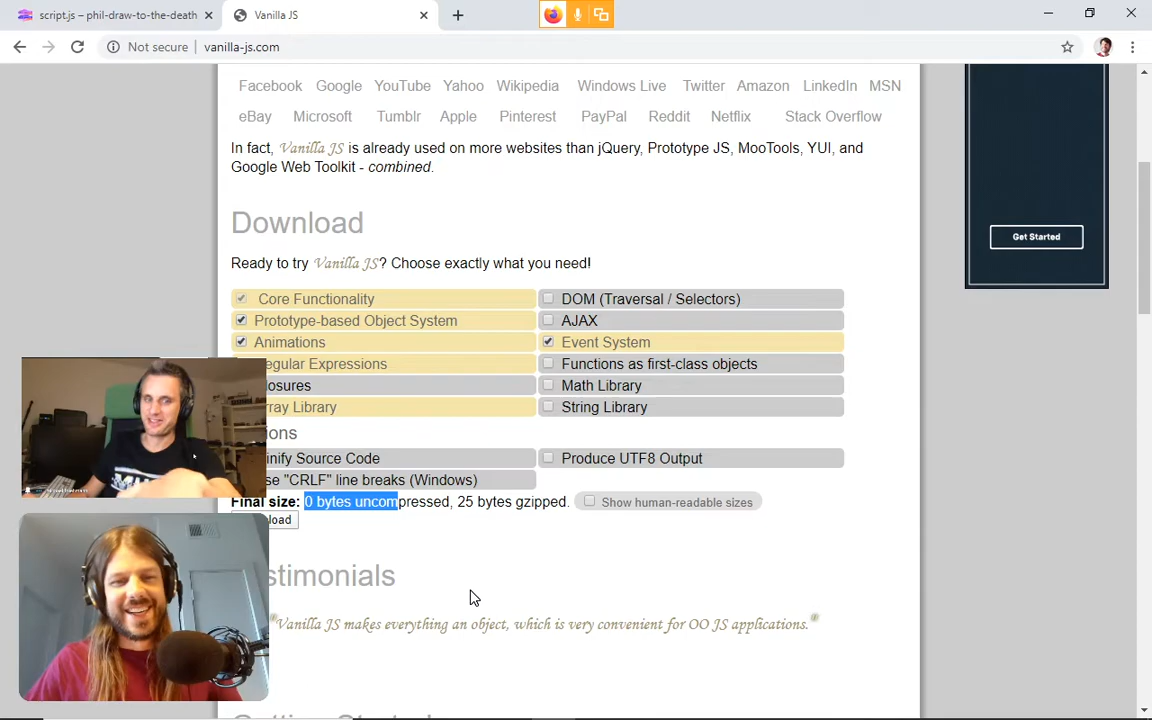 script.js – phil-draw-to-the-death
Vanilla JS
Not secure
vanilla-js.com
Facebook Google YouTube Yahoo Wikipedia Windows Live Twitter Amazon LinkedIn MSN
eBay Microsoft Tumblr Apple Pinterest PayPal Reddit Netflix Stack Overflow
In fact, Vanilla JS is already used on more websites than jQuery, Prototype JS, MooTools, YUI, and
Google Web Toolkit - combined.
Get Started
Download
Ready to try Vanilla JS? Choose exactly what you need!
Core Functionality DOM (Traversal / Selectors)
Prototype-based Object System AJAX
Animations Event System
egular Expressions Functions as first-class objects
losures Math Library
rray Library String Library
ions
inify Source Code Produce UTF8 Output
se "CRLF" line breaks (Windows)
Final size: 0 bytes uncompressed, 25 bytes gzipped. Show human-readable sizes
load
stimonials
"Vanilla JS makes everything an object, which is very convenient for OO JS applications."